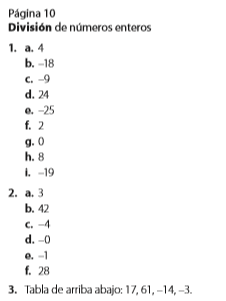 Página 10
División de números enteros
1. a. 4
b. –18
c. –9
d. 24
e. –25
f. 2
g. 0
h. 8
i. –19
2. a. 3
b. 42
c. –4
d. –0
e. –1
f. 28
3. Tabla de arriba abajo: 17, 61, –14, –3.